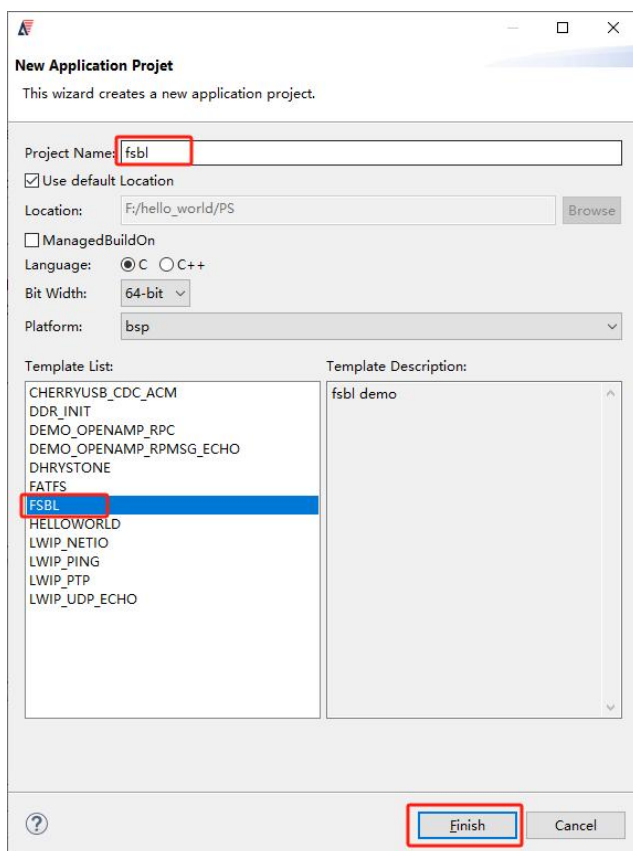 New Application Projet
This wizard creates a new application project.
Project Name: fsbl
Use default Location
Location: F:/hello_world/PS Browse
ManagedBuildOn
Language: C C++
Bit Width: 64-bit
Platform: bsp
Template List: Template Description:
CHERRYUSB_CDC_ACM fsbl demo
DDR_INIT
DEMO_OPENAMP_RPC
DEMO_OPENAMP_RPMSG_ECHO
DHRYSTONE
FATFS
FSBL
HELLOWORLD
LWIP_NETIO
LWIP_PING
LWIP_PTP
LWIP_UDP_ECHO
? Finish Cancel